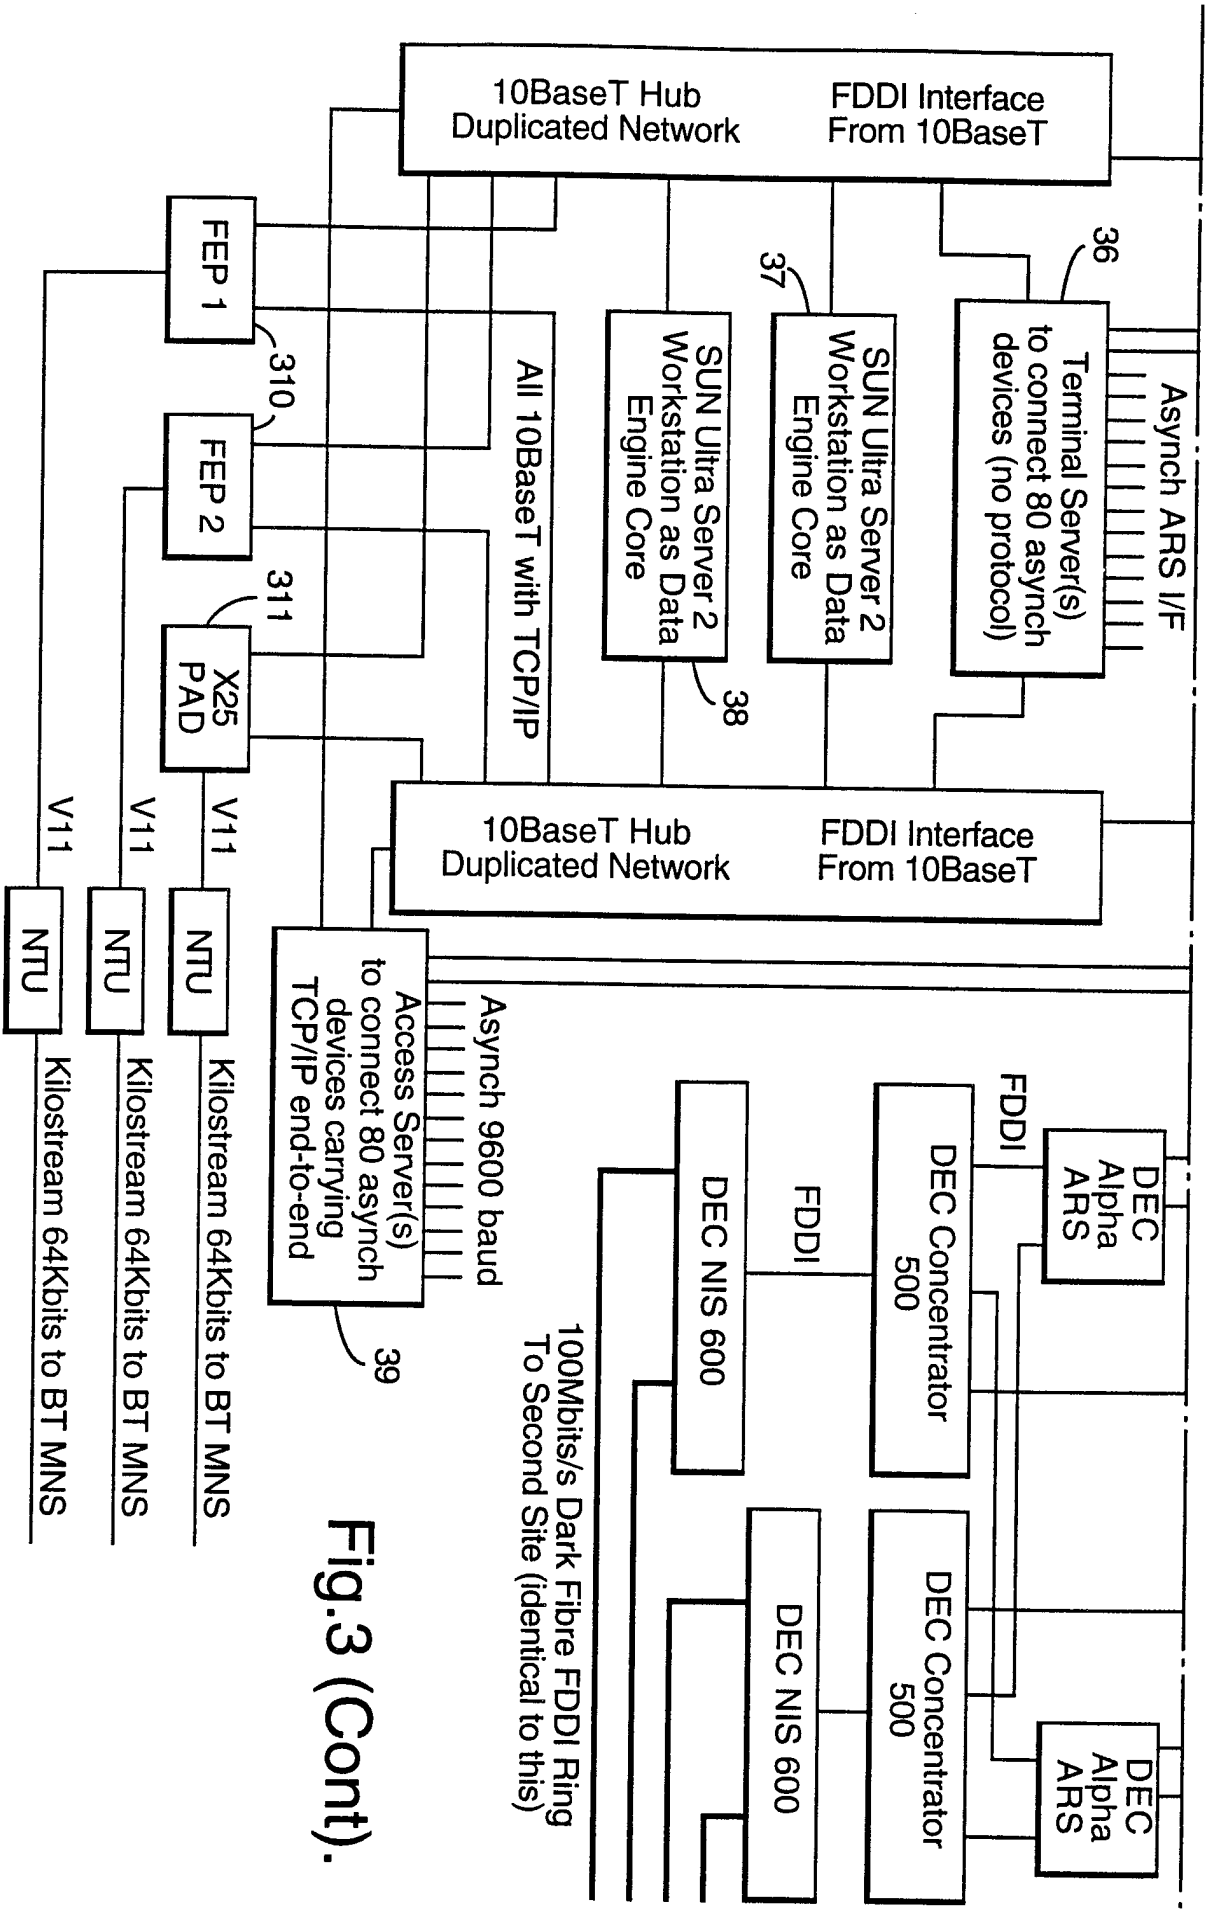 Asynch ARS I/F
36
Terminal Server(s)
to connect 80 asynch
devices (no protocol)
FDDI Interface
From 10BaseT
10BaseT Hub
Duplicated Network
37
SUN Ultra Server 2
Workstation as Data
Engine Core
SUN Ultra Server 2
Workstation as Data
Engine Core
38
FDDI Interface
From 10BaseT
10BaseT Hub
Duplicated Network
All 10BaseT with TCP/IP
FEP 1
310
FEP 2
311
X25
PAD
V11
V11
V11
NTU
NTU
NTU
Kilostream 64Kbits to BT MNS
Kilostream 64Kbits to BT MNS
Kilostream 64Kbits to BT MNS
Asynch 9600 baud
Access Server(s)
to connect 80 asynch
devices carrying
TCP/IP end-to-end
39
DEC
Alpha
ARS
FDDI
DEC Concentrator
500
FDDI
DEC NIS 600
DEC
Alpha
ARS
DEC Concentrator
500
DEC NIS 600
100Mbits/s Dark Fibre FDDI Ring
To Second Site (identical to this)
Fig.3 (Cont).